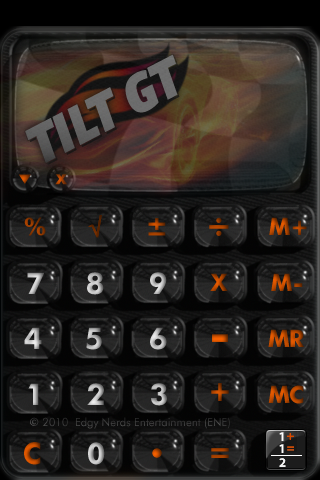 TILT GT
▼ x
% √ ± ÷ M+
7 8 9 X M-
4 5 6 - MR
1 2 3 + MC
© 2010 Edgy Nerds Entertainment (ENE)
C 0 . = 1+
1=
2